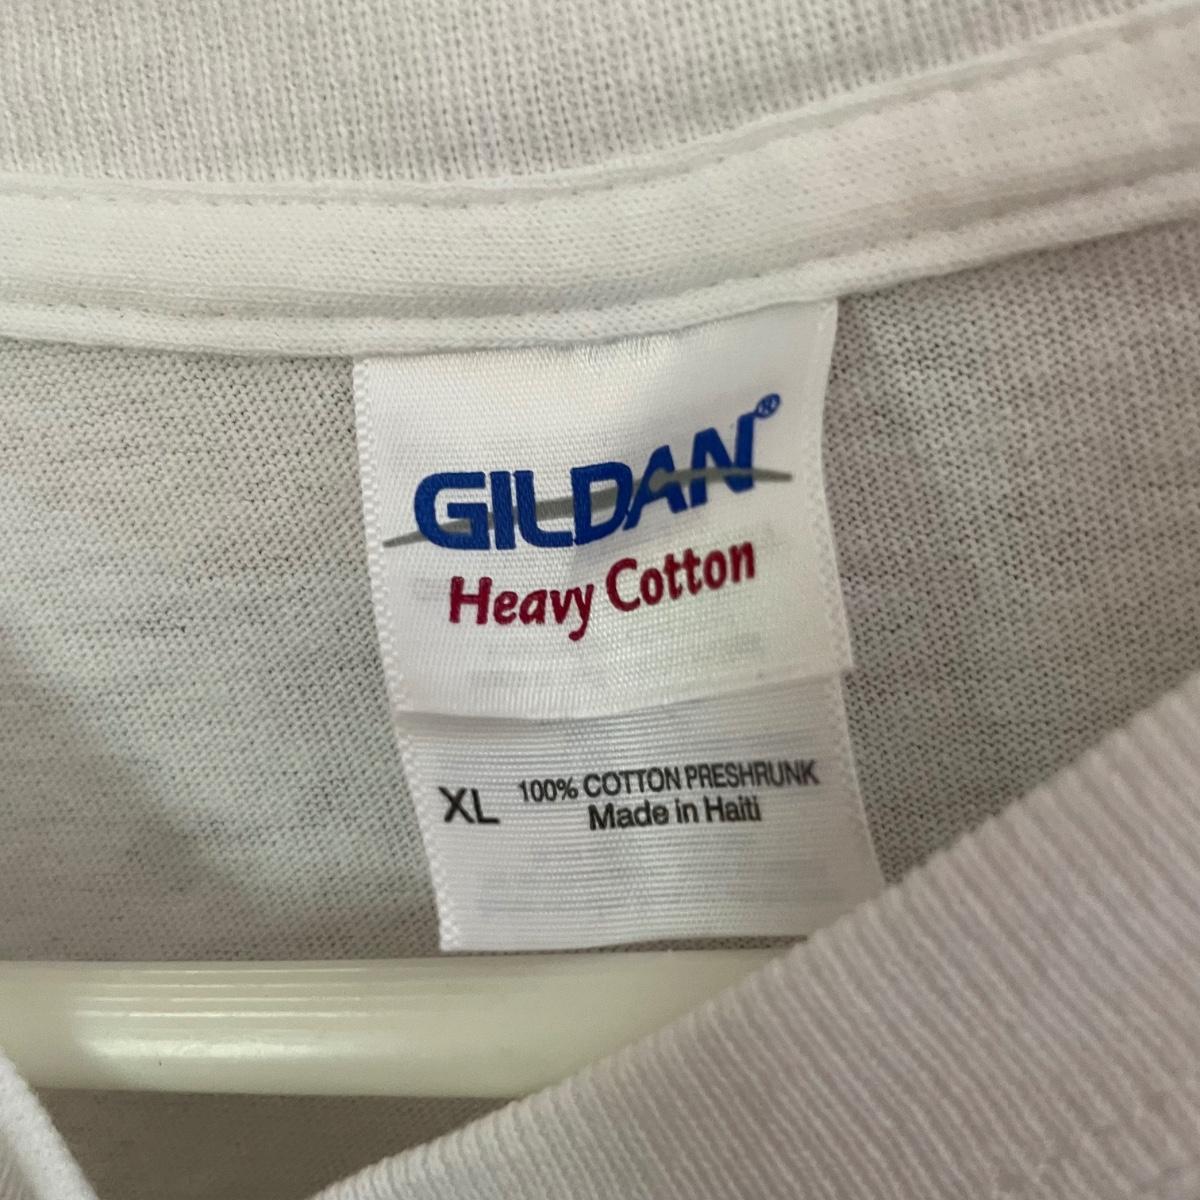 GILDAN®
Heavy Cotton
XL 100% COTTON PRESHRUNK
Made in Haiti